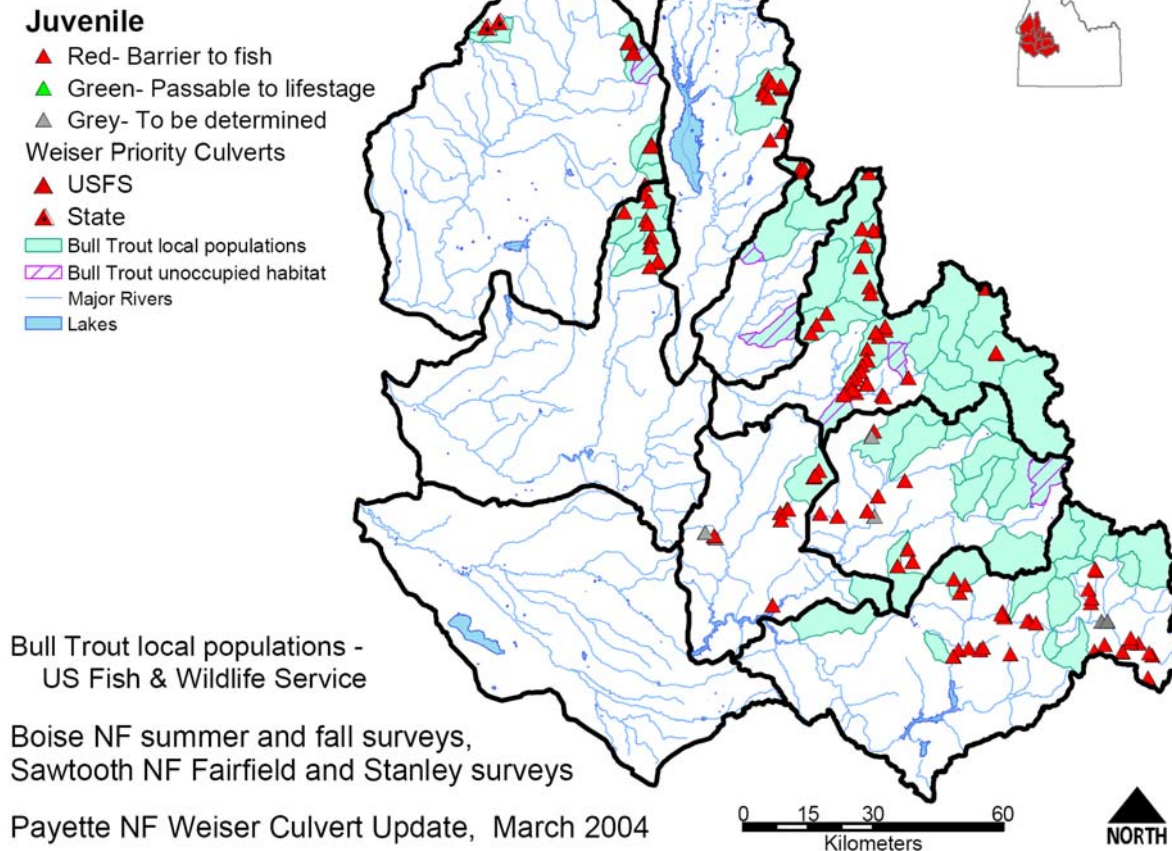 Juvenile
Red- Barrier to fish
Green- Passable to lifestage
Grey- To be determined
Weiser Priority Culverts
USFS
State
Bull Trout local populations
Bull Trout unoccupied habitat
Major Rivers
Lakes
Bull Trout local populations -
US Fish & Wildlife Service
Boise NF summer and fall surveys,
Sawtooth NF Fairfield and Stanley surveys
Payette NF Weiser Culvert Update, March 2004
0 15 30 60
Kilometers
NORTH